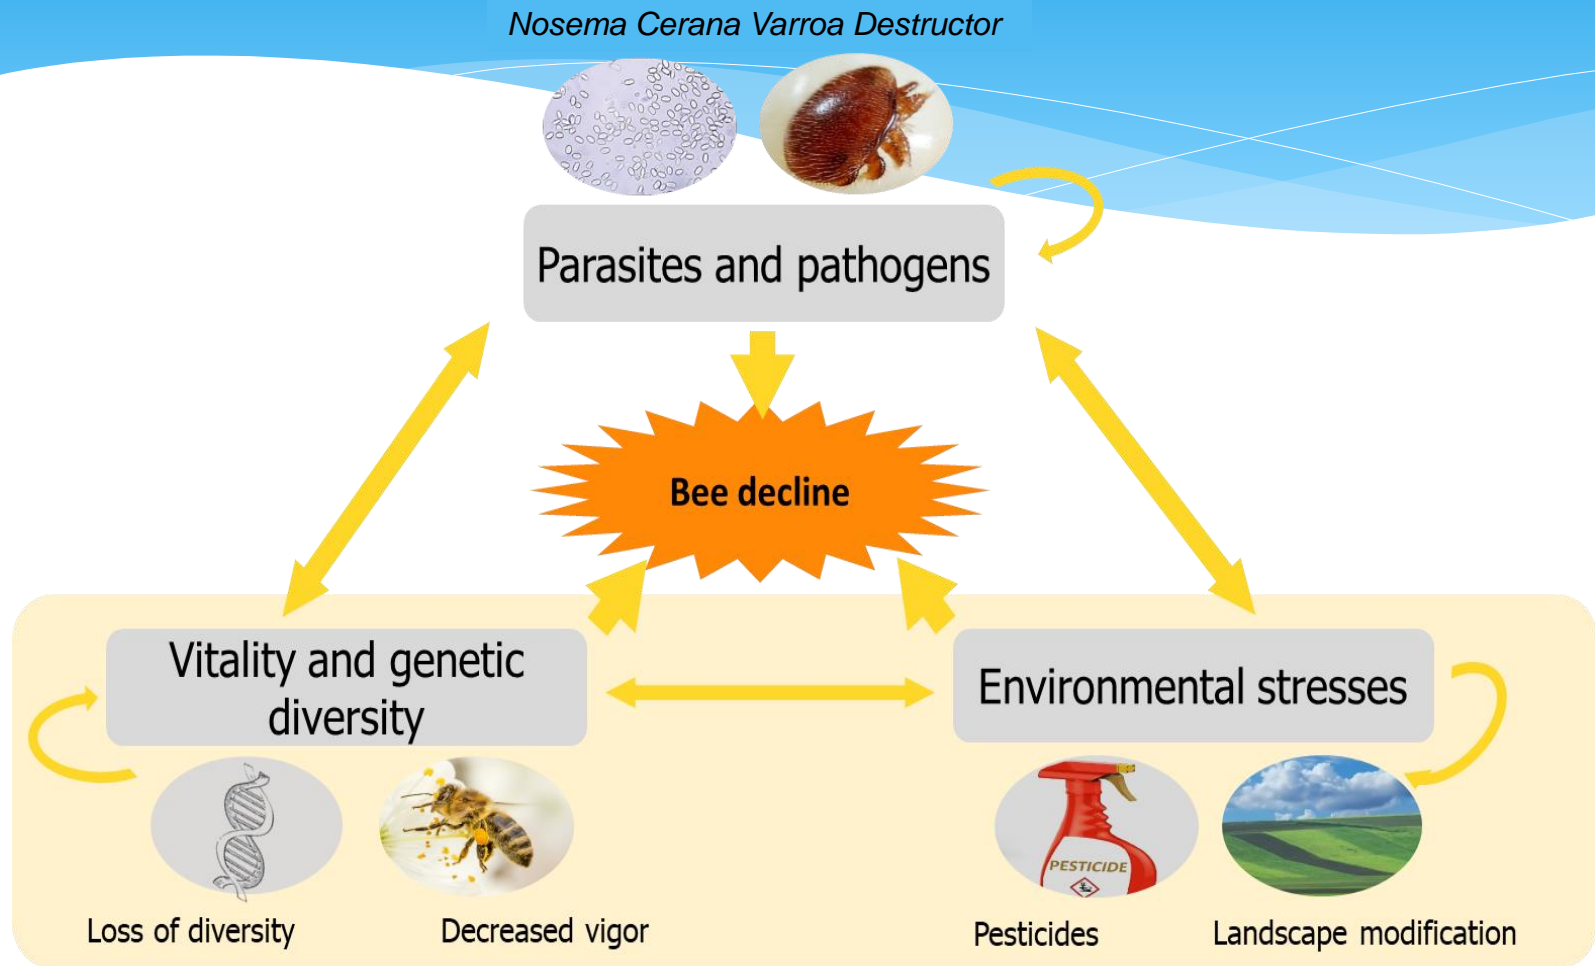 Nosema Cerana Varroa Destructor
Parasites and pathogens
Bee decline
Vitality and genetic
diversity
Environmental stresses
PESTICIDE
Loss of diversity
Decreased vigor
Pesticides
Landscape modification